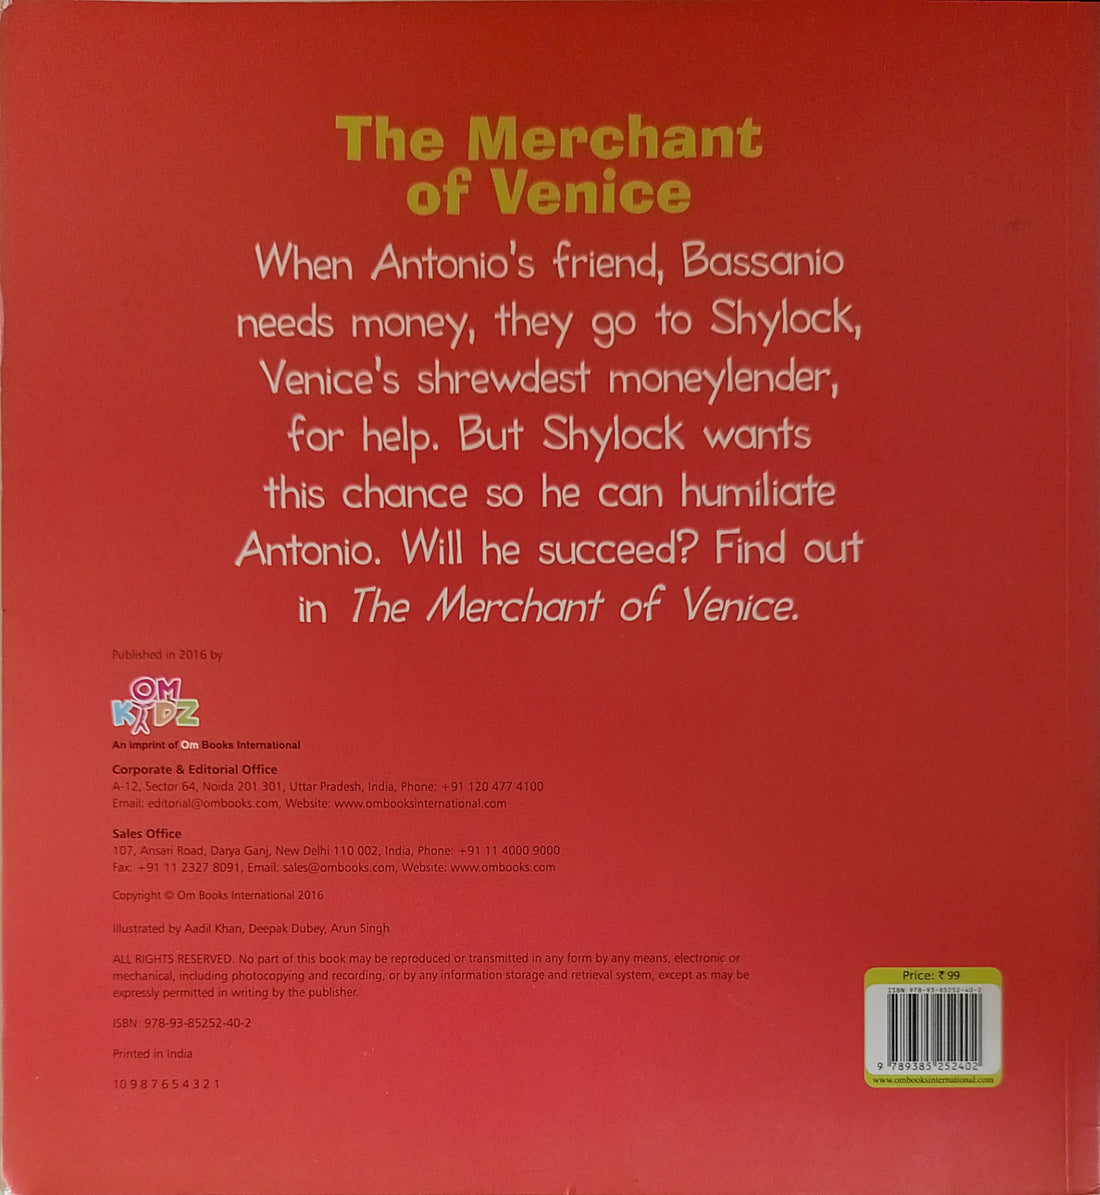 The Merchant
of Venice
When Antonio's friend, Bassanio
needs money, they go to Shylock,
Venice's shrewdest moneylender,
for help. But Shylock wants
this chance so he can humiliate
Antonio. Will he succeed? Find out
in The Merchant of Venice.
Published in 2016 by
OM
KIDZ
An imprint of Om Books International
Corporate & Editorial Office
A-12, Sector 64, Noida 201 301, Uttar Pradesh, India, Phone: +91 120 477 4100
Email: editorial@ombooks.com, Website: www.ombooksinternational.com
Sales Office
107, Ansari Road, Darya Ganj, New Delhi 110 002, India, Phone: +91 11 4000 9000
Fax: +91 11 2327 8091, Email: sales@ombooks.com, Website: www.ombooks.com
Copyright © Om Books International 2016
Illustrated by Aadil Khan, Deepak Dubey, Arun Singh
ALL RIGHTS RESERVED. No part of this book may be reproduced or transmitted in any form by any means, electronic or
mechanical, including photocopying and recording, or by any information storage and retrieval system, except as may be
expressly permitted in writing by the publisher.
ISBN: 978-93-85252-40-2
Printed in India
10 9 8 7 6 5 4 3 2 1
Price: ₹ 99
ISBN 978-93-85252-40-2
9 789385 252402
www.ombooksinternational.com